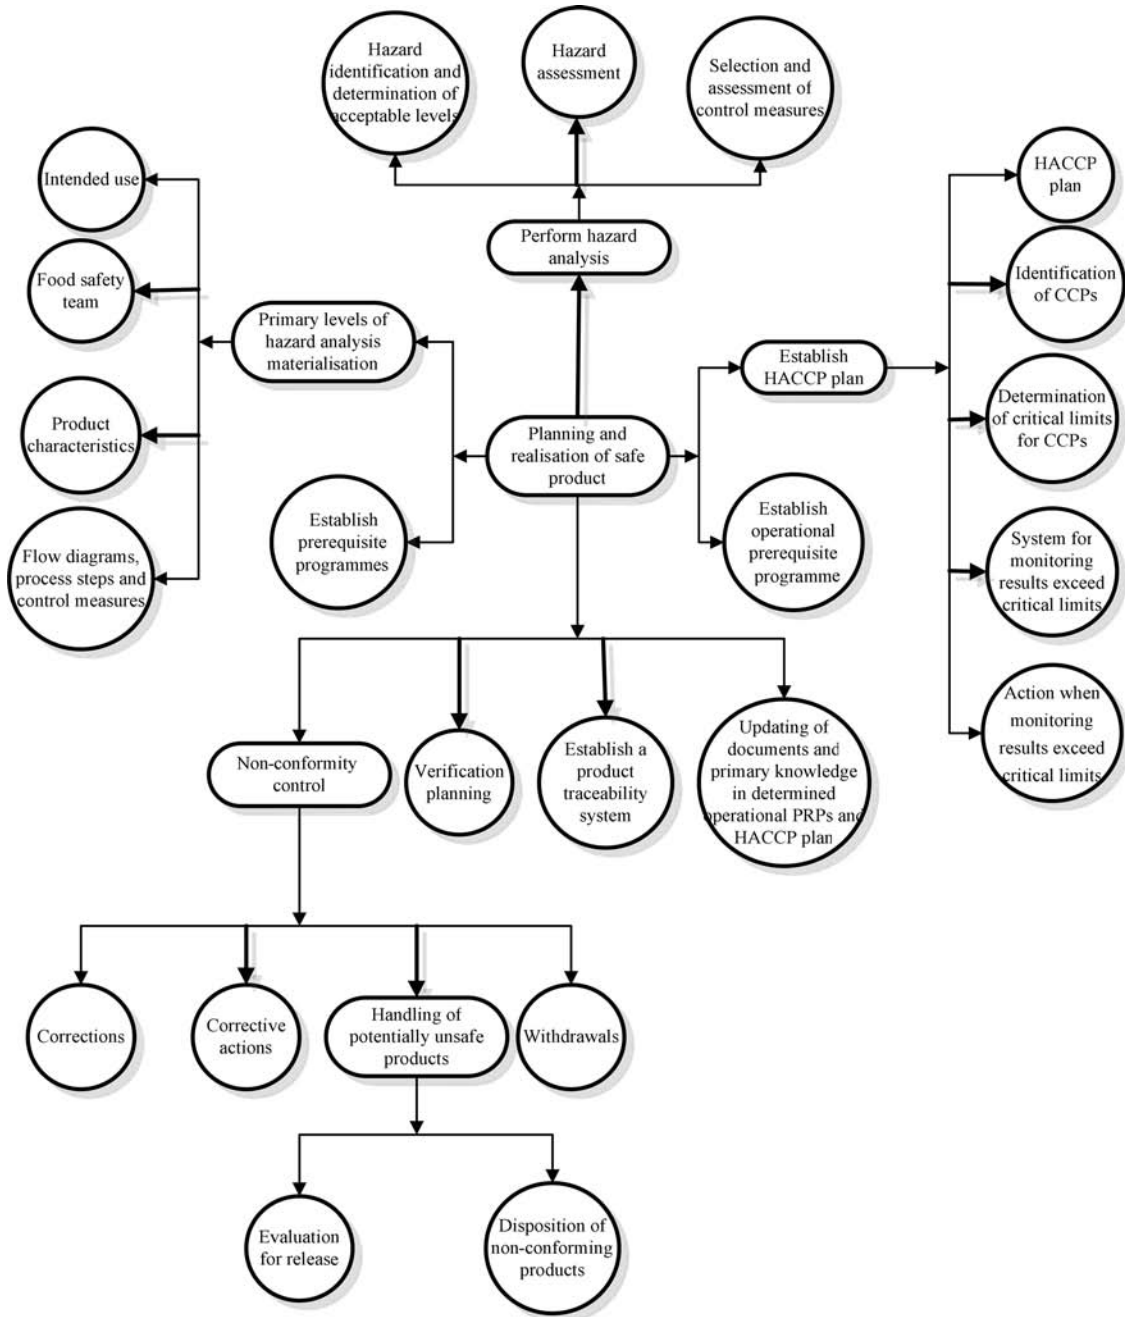 Hazard
identification and
determination of
acceptable levels
Hazard
assessment
Selection and
assessment of
control measures
Intended use
HACCP
plan
Perform hazard
analysis
Food safety
team
Identification
of CCPs
Primary levels of
hazard analysis
materialisation
Establish
HACCP plan
Product
characteristics
Determination
of critical limits
for CCPs
Planning and
realisation of safe
product
Establish
prerequisite
programmes
Establish
operational
prerequisite
programme
Flow diagrams,
process steps and
control measures
System for
monitoring
results exceed
critical limits
Action when
monitoring
results exceed
critical limits
Non-conformity
control
Verification
planning
Establish a
product
traceability
system
Updating of
documents and
primary knowledge
in determined
operational PRPs and
HACCP plan
Corrections
Corrective
actions
Handling of
potentially unsafe
products
Withdrawals
Evaluation
for release
Disposition of
non-conforming
products